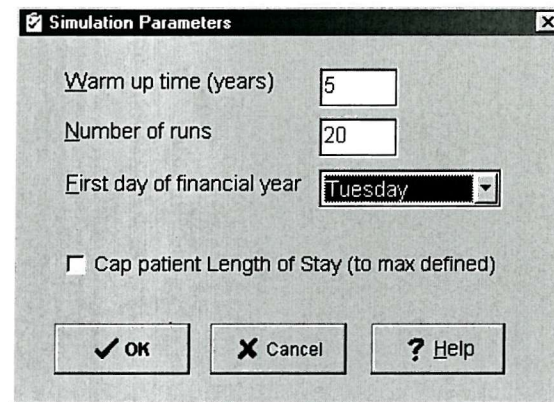 Simulation Parameters
Warm up time (years) 5
Number of runs 20
First day of financial year Tuesday
Cap patient Length of Stay (to max defined)
OK Cancel ? Help